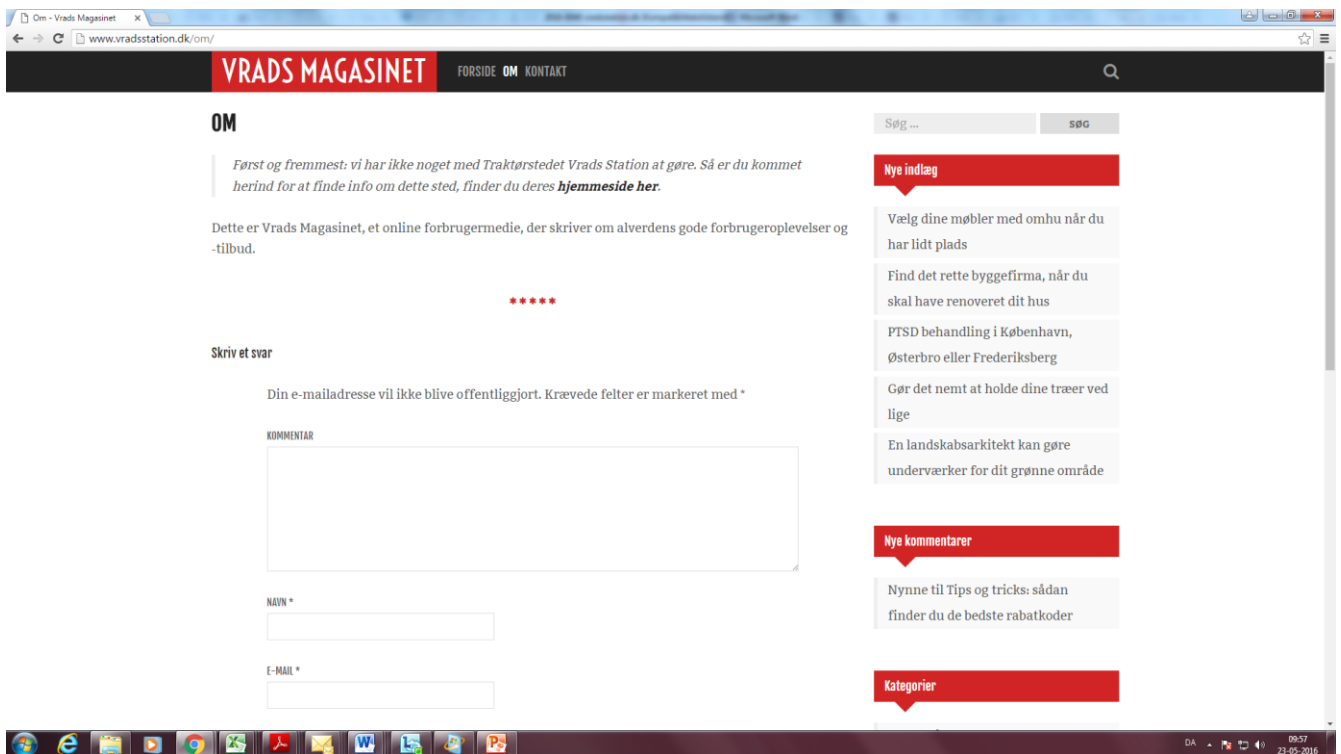 Om - Vrads Magasinet
www.vradsstation.dk/om/
VRADS MAGASINET
FORSIDE OM KONTAKT
OM
Først og fremmest: vi har ikke noget med Traktørstedet Vrads Station at gøre. Så er du kommet
herind for at finde info om dette sted, finder du deres hjemmeside her.
Dette er Vrads Magasinet, et online forbrugermedie, der skriver om alverdens gode forbrugeroplevelser og
-tilbud.
*****
Skriv et svar
Din e-mailadresse vil ikke blive offentliggjort. Krævede felter er markeret med *
KOMMENTAR
NAVN *
E-MAIL *
Søg ...
SØG
Nye indlæg
Vælg dine møbler med omhu når du
har lidt plads
Find det rette byggefirma, når du
skal have renoveret dit hus
PTSD behandling i København,
Østerbro eller Frederiksberg
Gør det nemt at holde dine træer ved
lige
En landskabsarkitekt kan gøre
underværker for dit grønne område
Nye kommentarer
Nynne til Tips og tricks: sådan
finder du de bedste rabatkoder
Kategorier
DA
09:57
23-05-2016